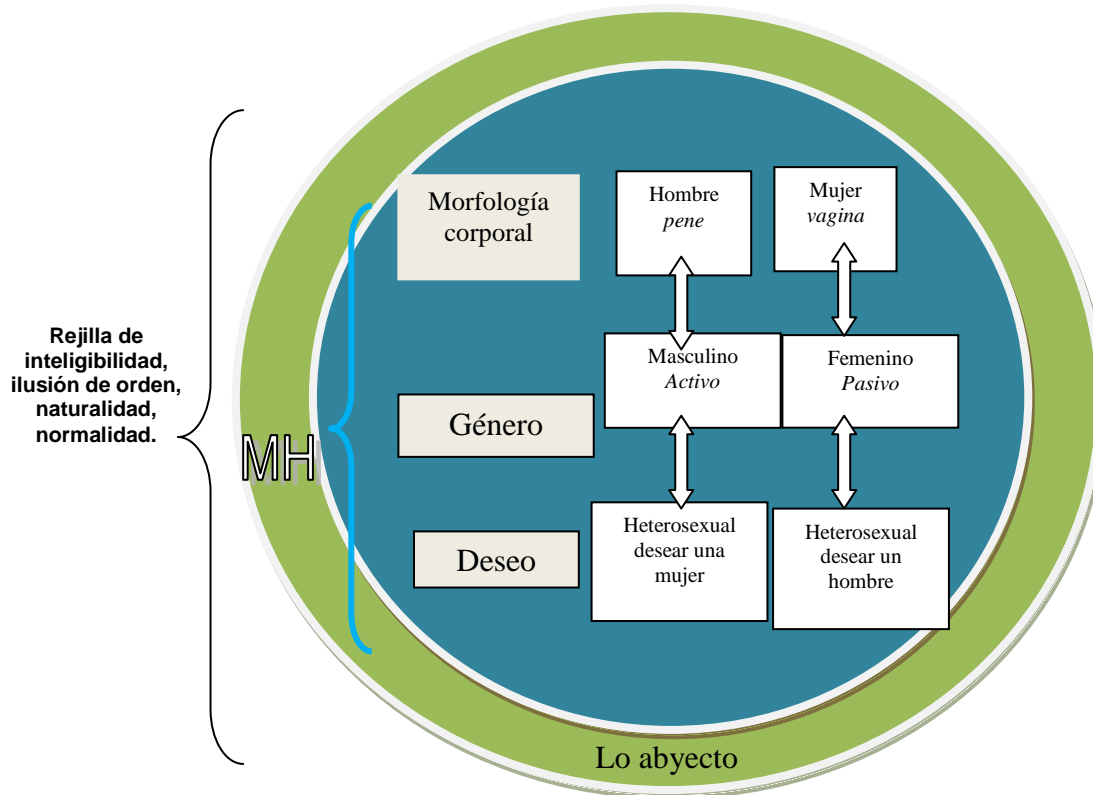 Morfología
corporal
Hombre
pene
Mujer
vagina
Rejilla de
inteligibilidad,
ilusión de orden,
naturalidad,
normalidad.
MH
Género
Masculino
Activo
Femenino
Pasivo
Deseo
Heterosexual
desear una
mujer
Heterosexual
desear un
hombre
Lo abyecto